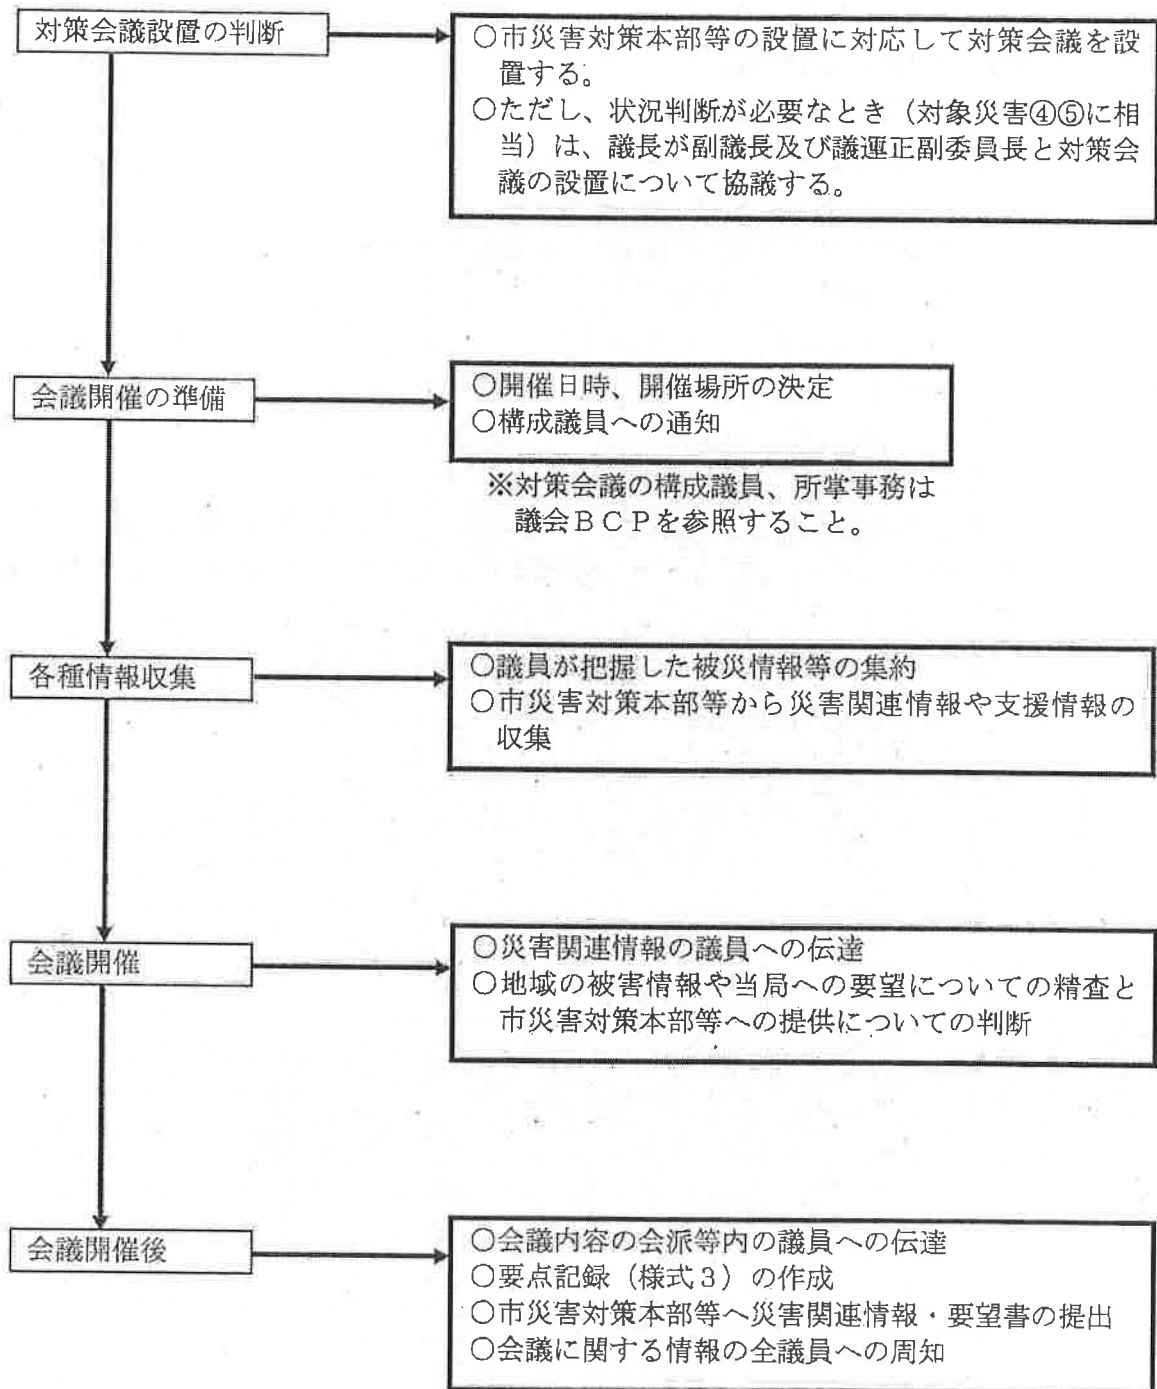 対策会議設置の判断
○市災害対策本部等の設置に対応して対策会議を設
置する。
○ただし、状況判断が必要なとき（対象災害④⑤に相
当）は、議長が副議長及び議運正副委員長と対策会
議の設置について協議する。
会議開催の準備
○開催日時、開催場所の決定
○構成議員への通知
※対策会議の構成議員、所掌事務は
議会ＢＣＰを参照すること。
各種情報収集
○議員が把握した被災情報等の集約
○市災害対策本部等から災害関連情報や支援情報の
収集
会議開催
○災害関連情報の議員への伝達
○地域の被害情報や当局への要望についての精査と
市災害対策本部等への提供についての判断
会議開催後
○会議内容の会派等内の議員への伝達
○要点記録（様式３）の作成
○市災害対策本部等へ災害関連情報・要望書の提出
○会議に関する情報の全議員への周知